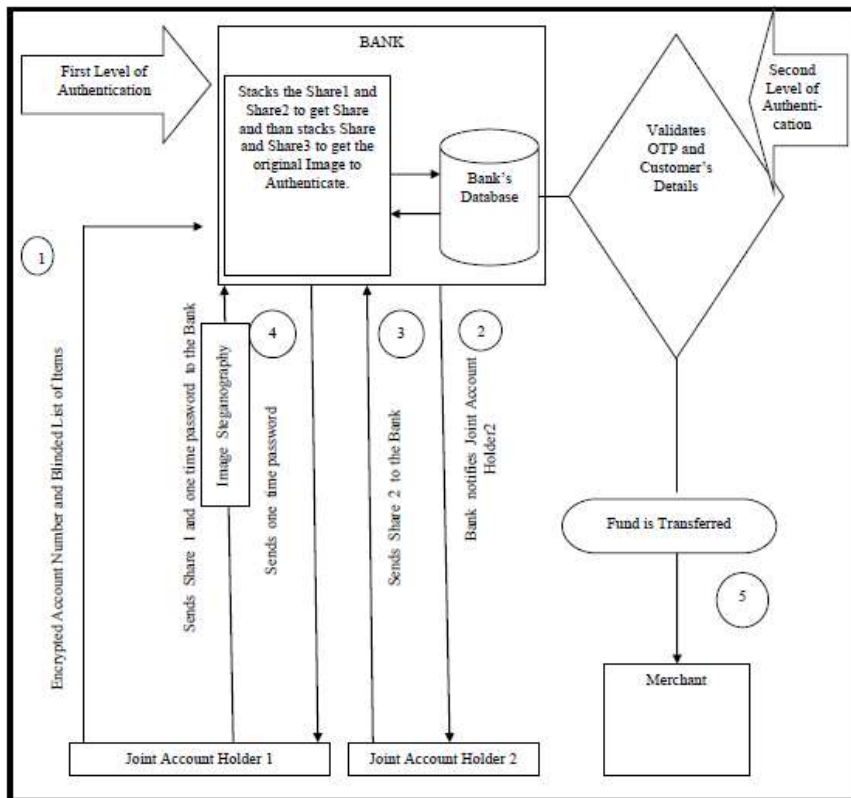 BANK
First Level of
Authentication
Stacks the Share1 and
Share2 to get Share
and than stacks Share
and Share3 to get the
original Image to
Authenticate.
Bank's
Database
Second
Level of
Authenti-
cation
Validates
OTP and
Customer's
Details
1
Encrypted Account Number and Blinded List of Items
Sends Share 1 and one time password to the Bank
Image Steganography
4
Sends one time password
3
Sends Share 2 to the Bank
2
Bank notifies Joint Account
Holder2
Fund is Transferred
5
Merchant
Joint Account Holder 1
Joint Account Holder 2